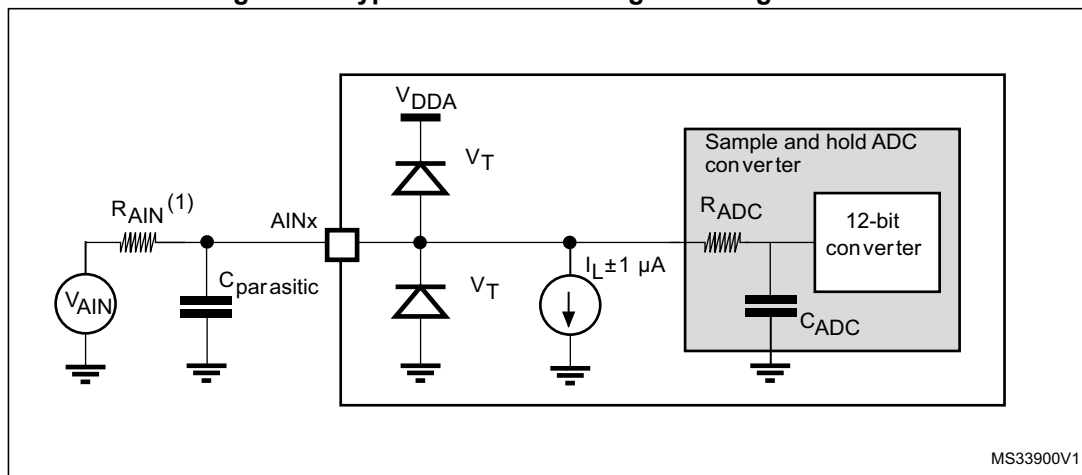 V_DDA
V_T
Sample and hold ADC
converter
R_AIN (1)
AINx
R_ADC
12-bit
converter
I_L±1 µA
V_AIN
C_parasitic
V_T
C_ADC
MS33900V1